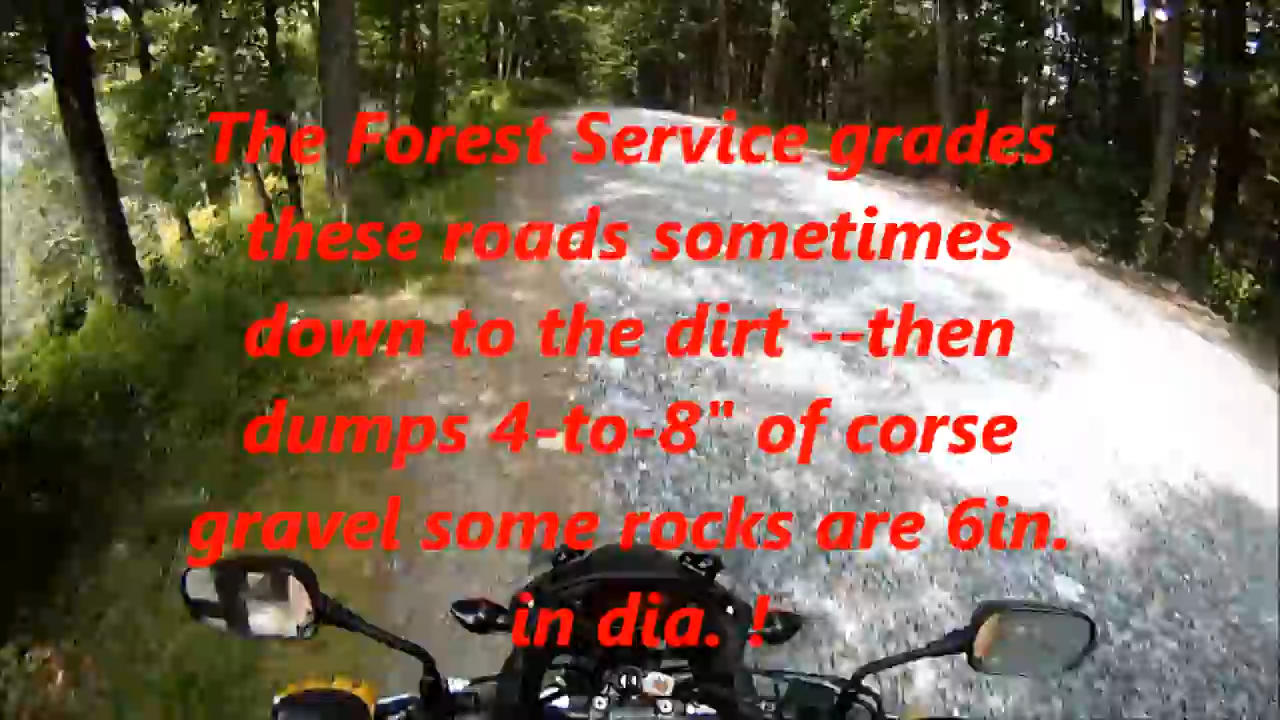 The Forest Service grades
these roads sometimes
down to the dirt --then
dumps 4-to-8" of corse
gravel some rocks are 6in.
in dia. !